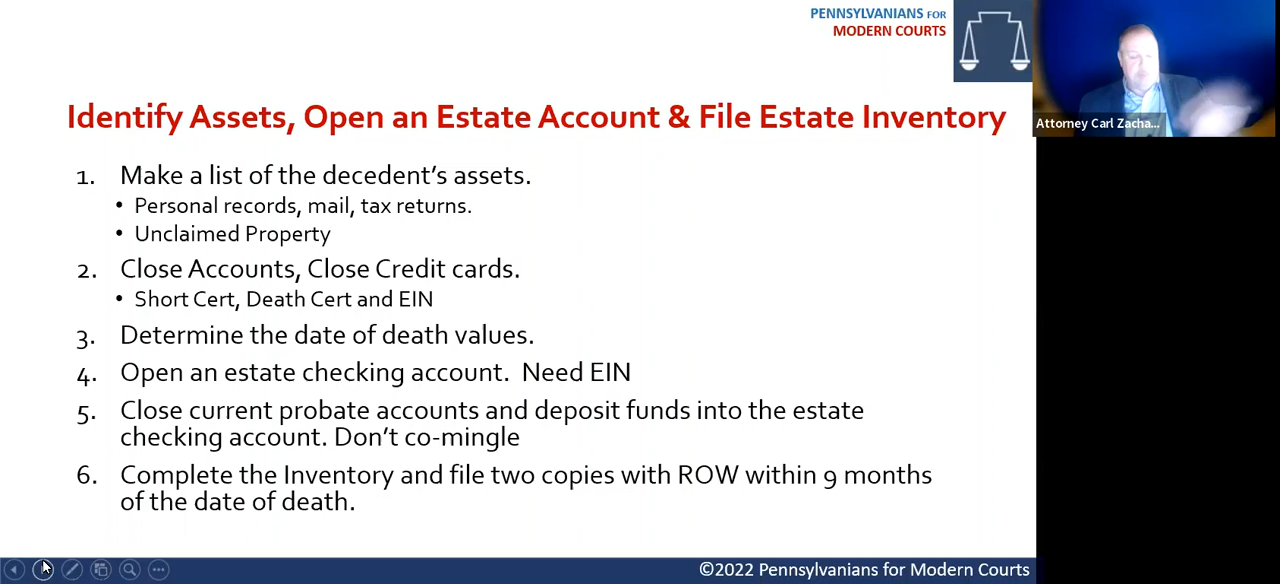 PENNSYLVANIANS FOR
MODERN COURTS
Attorney Carl Zacha...
Identify Assets, Open an Estate Account & File Estate Inventory
1. Make a list of the decedent's assets.
• Personal records, mail, tax returns.
• Unclaimed Property
2. Close Accounts, Close Credit cards.
• Short Cert, Death Cert and EIN
3. Determine the date of death values.
4. Open an estate checking account. Need EIN
5. Close current probate accounts and deposit funds into the estate
checking account. Don't co-mingle
6. Complete the Inventory and file two copies with ROW within 9 months
of the date of death.
©2022 Pennsylvanians for Modern Courts